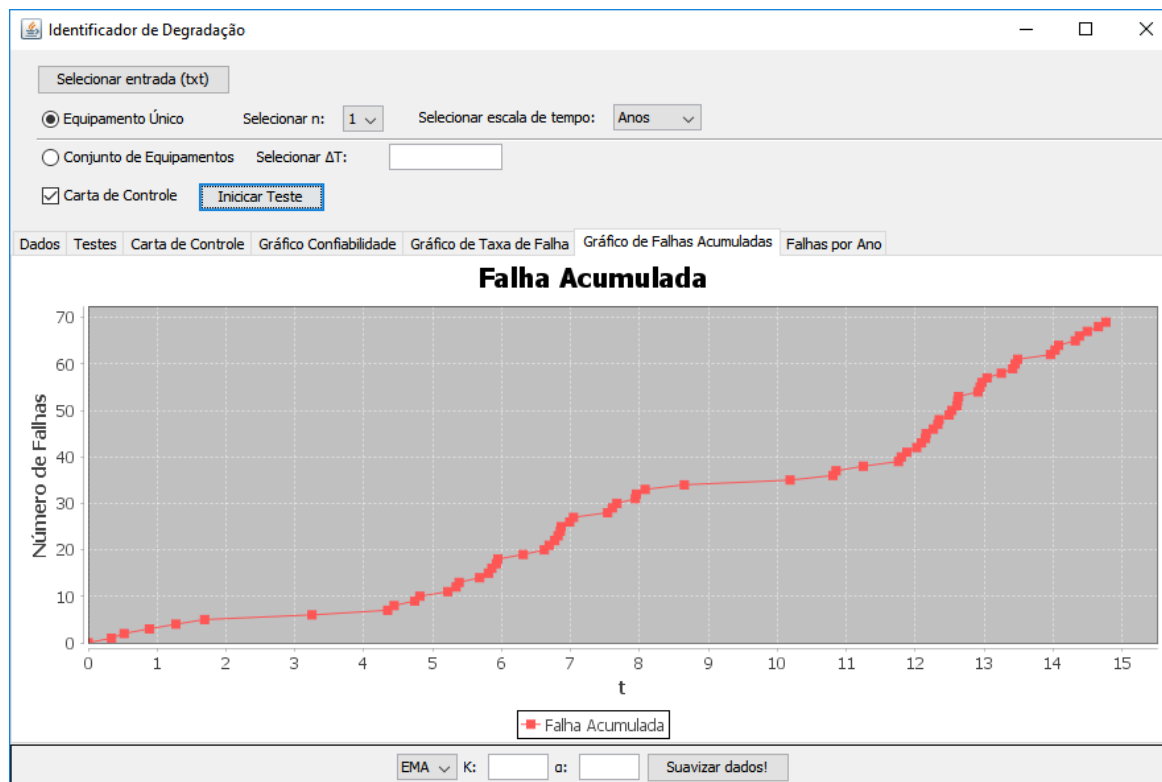 Identificador de Degradação
Selecionar entrada (txt)
Equipamento Único Selecionar n: 1 Selecionar escala de tempo: Anos
Conjunto de Equipamentos Selecionar ΔT:
Carta de Controle Inicicar Teste
Dados Testes Carta de Controle Gráfico Confiabilidade Gráfico de Taxa de Falha Gráfico de Falhas Acumuladas Falhas por Ano
Falha Acumulada
Número de Falhas
70
60
50
40
30
20
10
0
0 1 2 3 4 5 6 7 8 9 10 11 12 13 14 15
t
Falha Acumulada
EMA K: α: Suavizar dados!